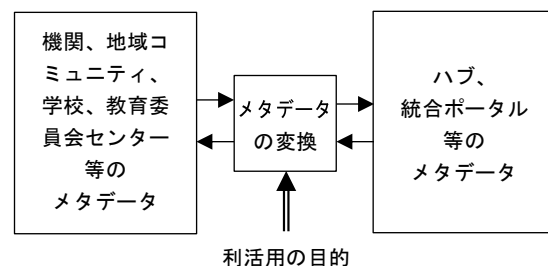 機関、地域コ
ミュニティ、
学校、教育委
員会センター
等の
メタデータ
メタデータ
の変換
ハブ、
統合ポータル
等の
メタデータ
利活用の目的